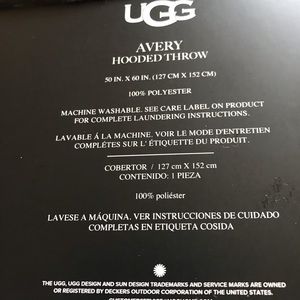 UGG
AVERY
HOODED THROW
50 IN. X 60 IN. (127 CM X 152 CM)
100% POLYESTER
MACHINE WASHABLE. SEE CARE LABEL ON PRODUCT
FOR COMPLETE LAUNDERING INSTRUCTIONS.
LAVABLE À LA MACHINE. VOIR LE MODE D'ENTRETIEN
COMPLÈTES SUR L' ÉTIQUETTE DU PRODUIT.
COBERTOR / 127 cm X 152 cm
CONTENIDO: 1 PIEZA
100% poliéster
LAVESE A MÁQUINA. VER INSTRUCCIONES DE CUIDADO
COMPLETAS EN ETIQUETA COSIDA
THE UGG, UGG DESIGN AND SUN DESIGN TRADEMARKS AND SERVICE MARKS ARE OWNED
OR REGISTERED BY DECKERS OUTDOOR CORPORATION OF THE UNITED STATES.